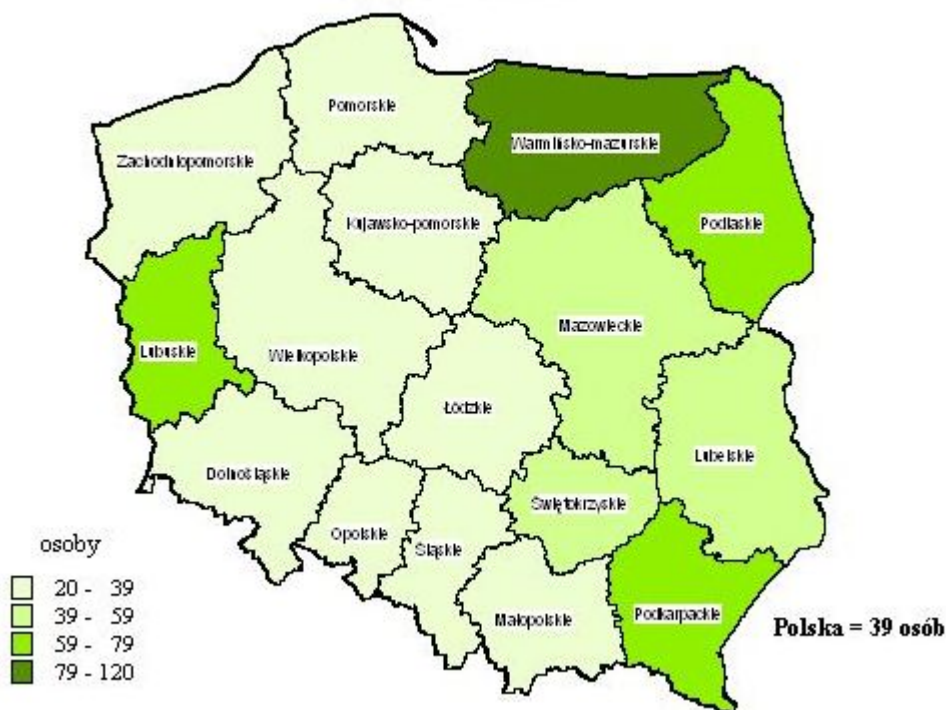 Pomorskie
Warmińsko-mazurskie
Zachodniopomorskie
Kujawsko-pomorskie
Podlaskie
Mazowieckie
Lubuskie
Wielkopolskie
Łódzkie
Lubelskie
Dolnośląskie
Świętokrzyskie
Opolskie
Śląskie
Małopolskie
Podkarpackie
Polska = 39 osób
osoby
20 - 39
39 - 59
59 - 79
79 - 120